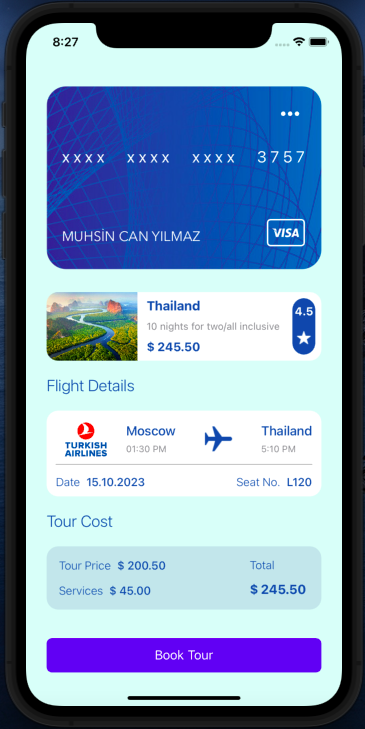 8:27
xxxx xxxx xxxx 3757
MUHSİN CAN YILMAZ
VISA
Thailand
10 nights for two/all inclusive
$ 245.50
4.5
Flight Details
TURKISH
AIRLINES
Moscow
01:30 PM
Thailand
5:10 PM
Date 15.10.2023
Seat No. L120
Tour Cost
Tour Price $ 200.50
Total
Services $ 45.00
$ 245.50
Book Tour